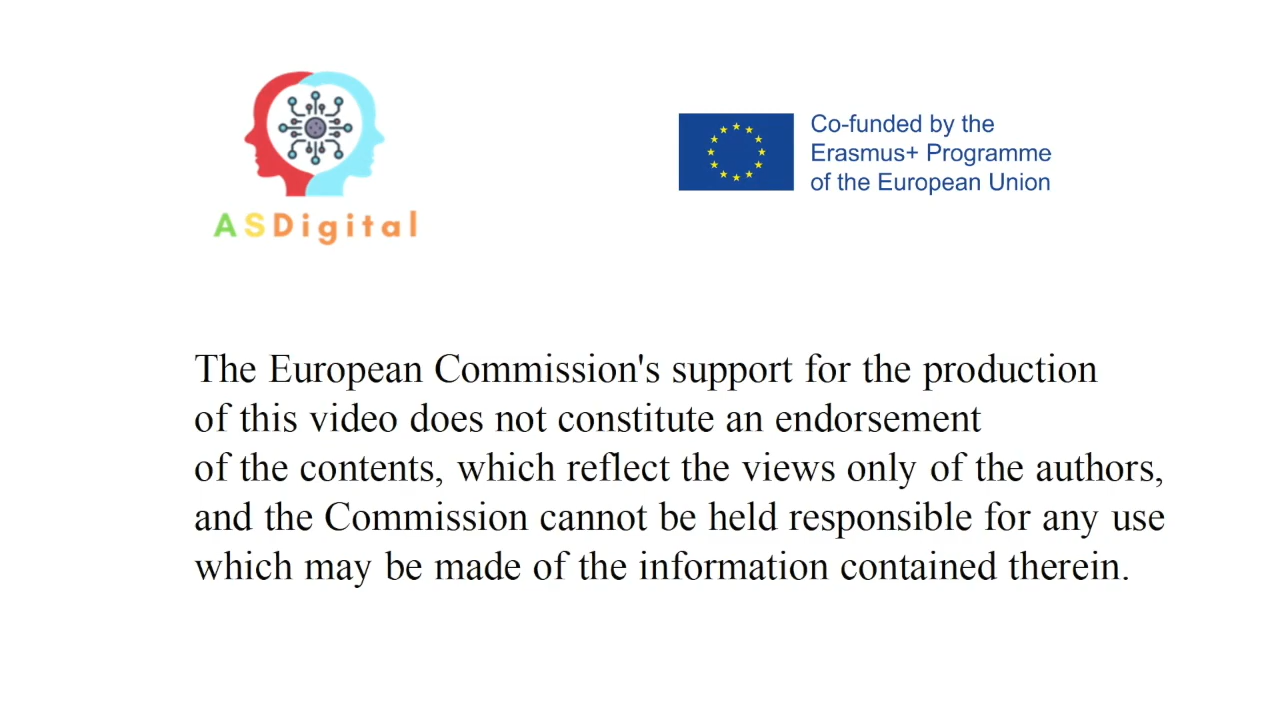 ASDigital
Co-funded by the
Erasmus+ Programme
of the European Union
The European Commission's support for the production
of this video does not constitute an endorsement
of the contents, which reflect the views only of the authors,
and the Commission cannot be held responsible for any use
which may be made of the information contained therein.